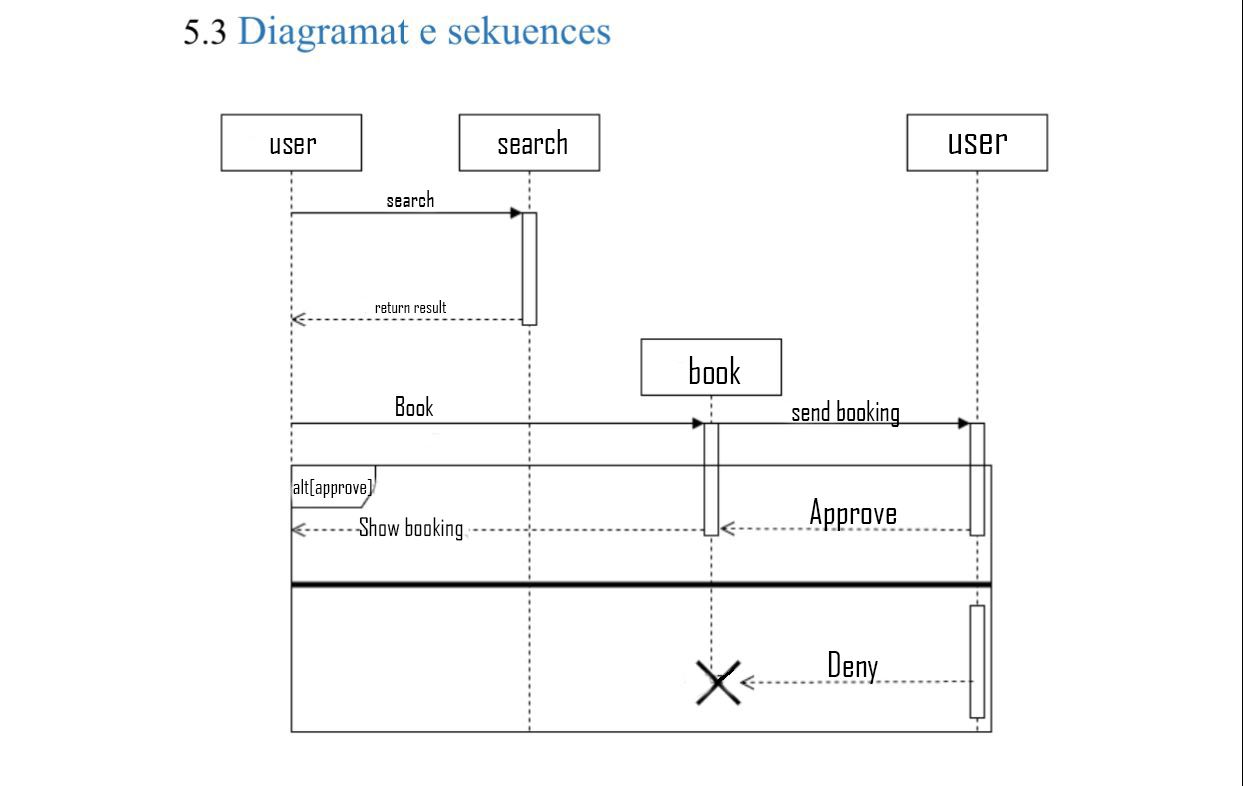 5.3 Diagramat e sekuences
user
search
user
search
return result
book
Book
send booking
alt[approve]
Show booking
Approve
Deny